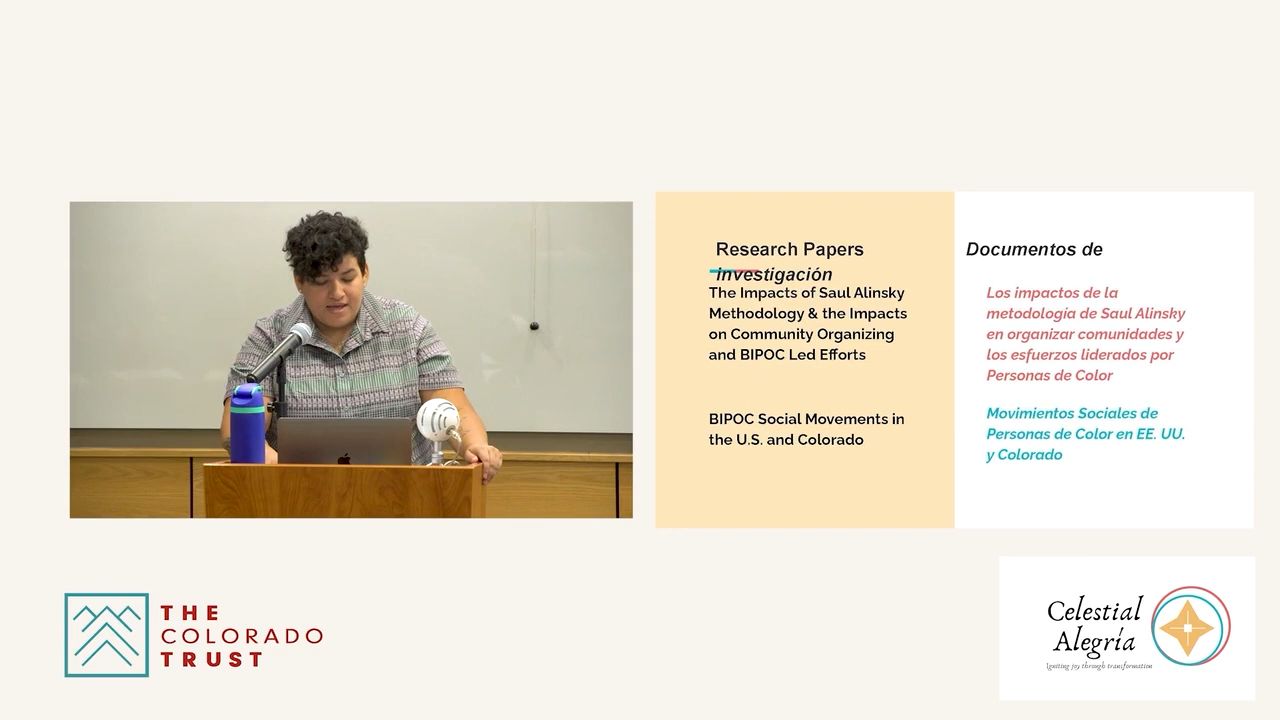 Research Papers
investigación
The Impacts of Saul Alinsky
Methodology & the Impacts
on Community Organizing
and BIPOC Led Efforts
BIPOC Social Movements in
the U.S. and Colorado
Documentos de
Los impactos de la
metodología de Saul Alinsky
en organizar comunidades y
los esfuerzos liderados por
Personas de Color
Movimientos Sociales de
Personas de Color en EE. UU.
y Colorado
THE
COLORADO
TRUST
Celestial
Alegría
Igniting joy through transformation